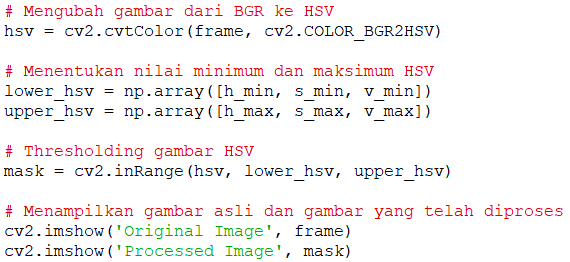 # Mengubah gambar dari BGR ke HSV
hsv = cv2.cvtColor(frame, cv2.COLOR_BGR2HSV)
# Menentukan nilai minimum dan maksimum HSV
lower_hsv = np.array([h_min, s_min, v_min])
upper_hsv = np.array([h_max, s_max, v_max])
# Thresholding gambar HSV
mask = cv2.inRange(hsv, lower_hsv, upper_hsv)
# Menampilkan gambar asli dan gambar yang telah diproses
cv2.imshow('Original Image', frame)
cv2.imshow('Processed Image', mask)